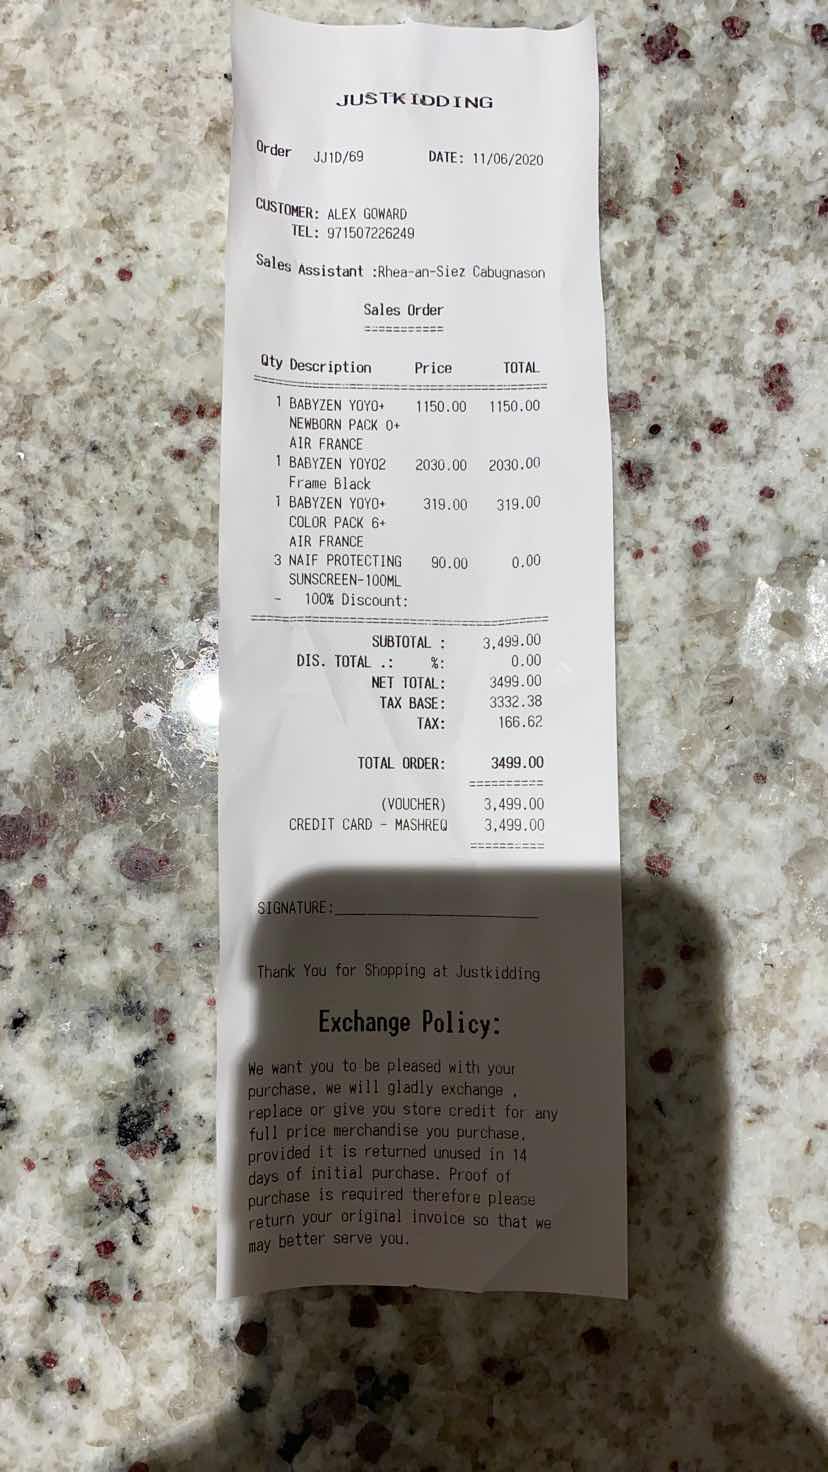 JUSTKIDDING
Order JJ1D/69 DATE: 11/06/2020
CUSTOMER: ALEX GOWARD
TEL: 971507226249
Sales Assistant :Rhea-an-Siez Cabugnason
Sales Order
===========
Qty Description Price TOTAL
1 BABYZEN YOYO+ 1150.00 1150.00
NEWBORN PACK 0+
AIR FRANCE
1 BABYZEN YOYO2 2030.00 2030.00
Frame Black
1 BABYZEN YOYO+ 319.00 319.00
COLOR PACK 6+
AIR FRANCE
3 NAIF PROTECTING 90.00 0.00
SUNSCREEN-100ML
- 100% Discount:
SUBTOTAL : 3,499.00
DIS. TOTAL .: %: 0.00
NET TOTAL: 3499.00
TAX BASE: 3332.38
TAX: 166.62
TOTAL ORDER: 3499.00
==========
(VOUCHER) 3,499.00
CREDIT CARD - MASHREQ 3,499.00
==========
SIGNATURE:
Thank You for Shopping at Justkidding
Exchange Policy:
We want you to be pleased with your
purchase, we will gladly exchange ,
replace or give you store credit for any
full price merchandise you purchase,
provided it is returned unused in 14
days of initial purchase. Proof of
purchase is required therefore please
return your original invoice so that we
may better serve you.